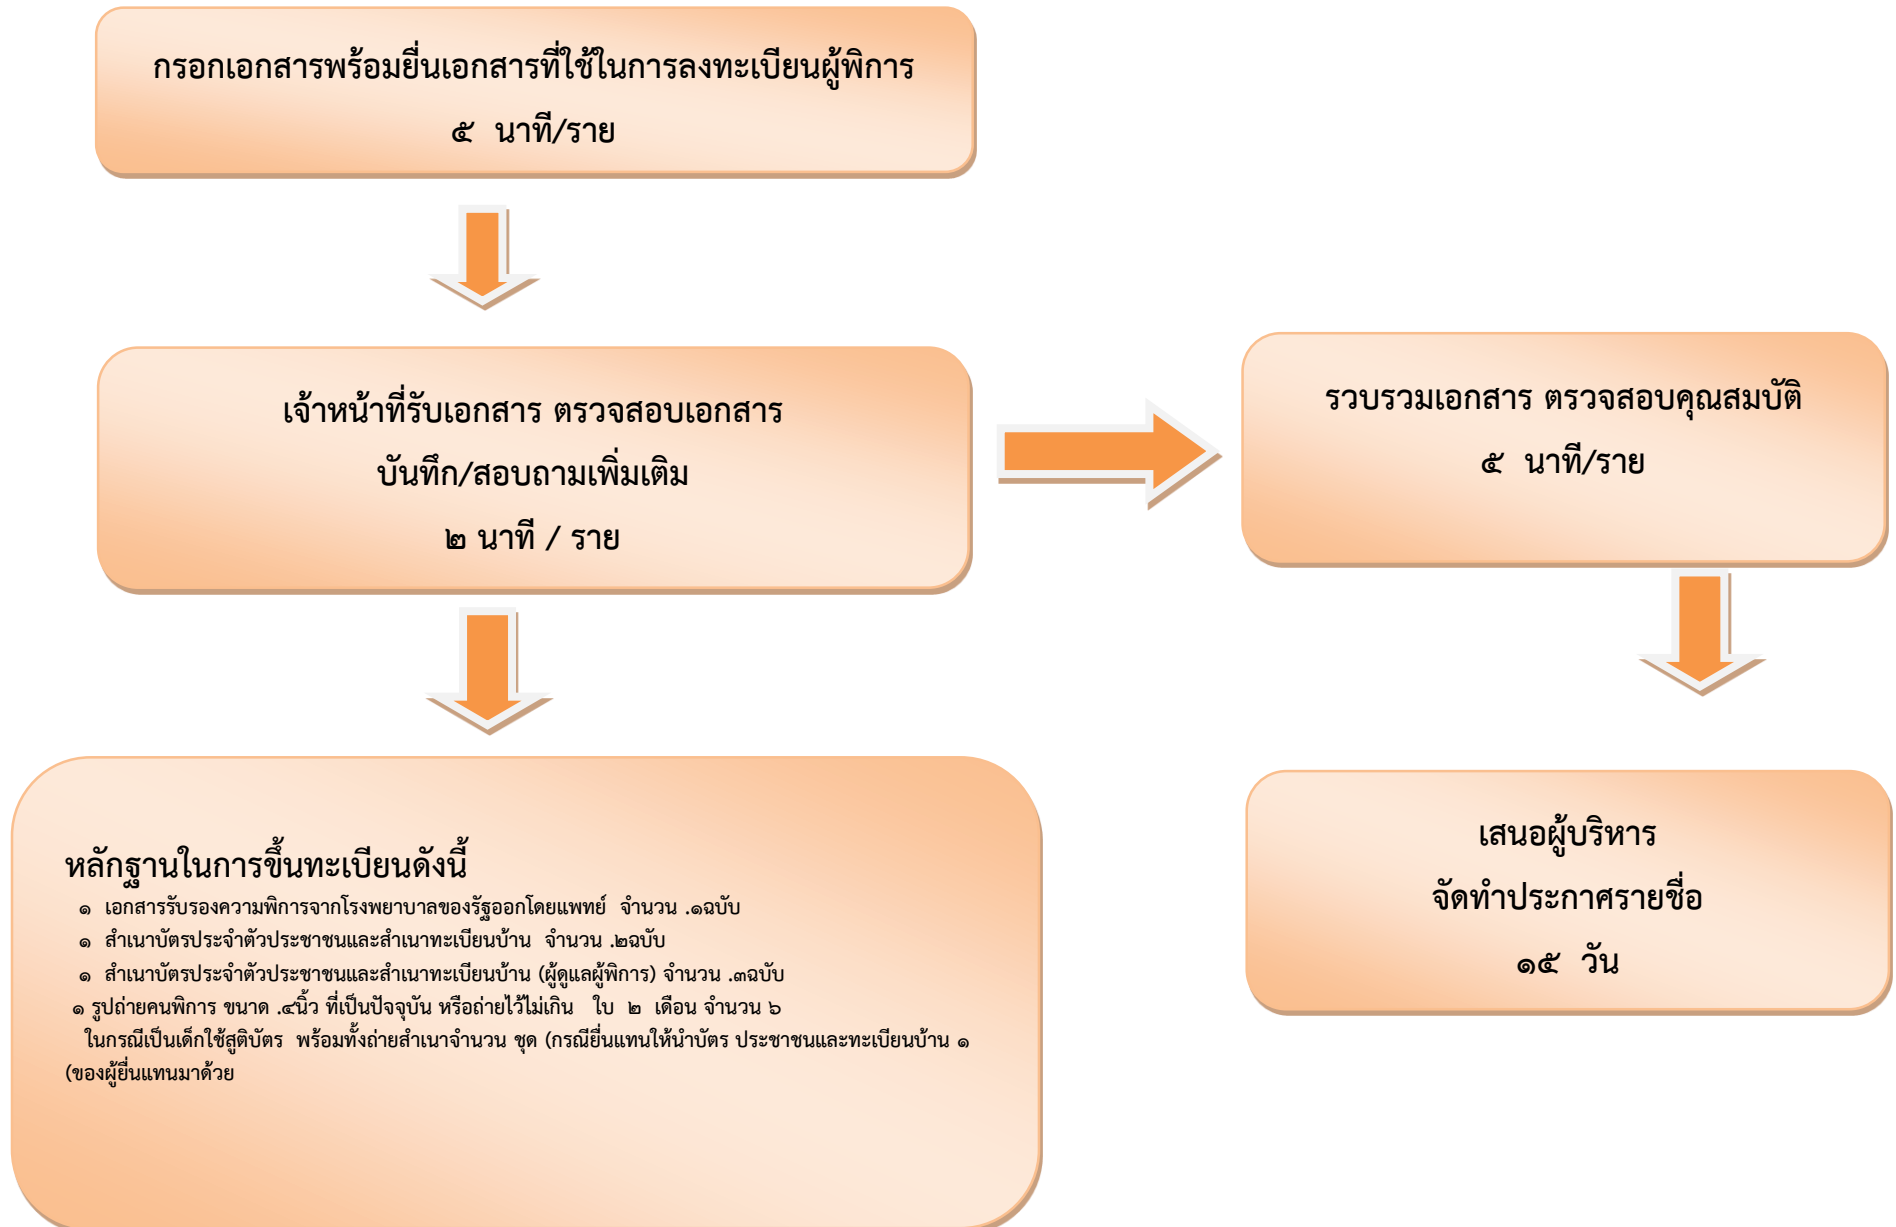 กรอกเอกสารพร้อมยื่นเอกสารที่ใช้ในการลงทะเบียนผู้พิการ
๕ นาที/ราย
เจ้าหน้าที่รับเอกสาร ตรวจสอบเอกสาร
บันทึก/สอบถามเพิ่มเติม
๒ นาที / ราย
รวบรวมเอกสาร ตรวจสอบคุณสมบัติ
๕ นาที/ราย
หลักฐานในการขึ้นทะเบียนดังนี้
๑ เอกสารรับรองความพิการจากโรงพยาบาลของรัฐออกโดยแพทย์ จำนวน .๑ฉบับ
๑ สำเนาบัตรประจำตัวประชาชนและสำเนาทะเบียนบ้าน จำนวน .๒ฉบับ
๑ สำเนาบัตรประจำตัวประชาชนและสำเนาทะเบียนบ้าน (ผู้ดูแลผู้พิการ) จำนวน .๓ฉบับ
๑ รูปถ่ายคนพิการ ขนาด .๔นิ้ว ที่เป็นปัจจุบัน หรือถ่ายไว้ไม่เกิน ใบ ๒ เดือน จำนวน ๖
ในกรณีเป็นเด็กใช้สูติบัตร พร้อมทั้งถ่ายสำเนาจำนวน ชุด (กรณียื่นแทนให้นำบัตร ประชาชนและทะเบียนบ้าน ๑
(ของผู้ยื่นแทนมาด้วย
เสนอผู้บริหาร
จัดทำประกาศรายชื่อ
๑๕ วัน